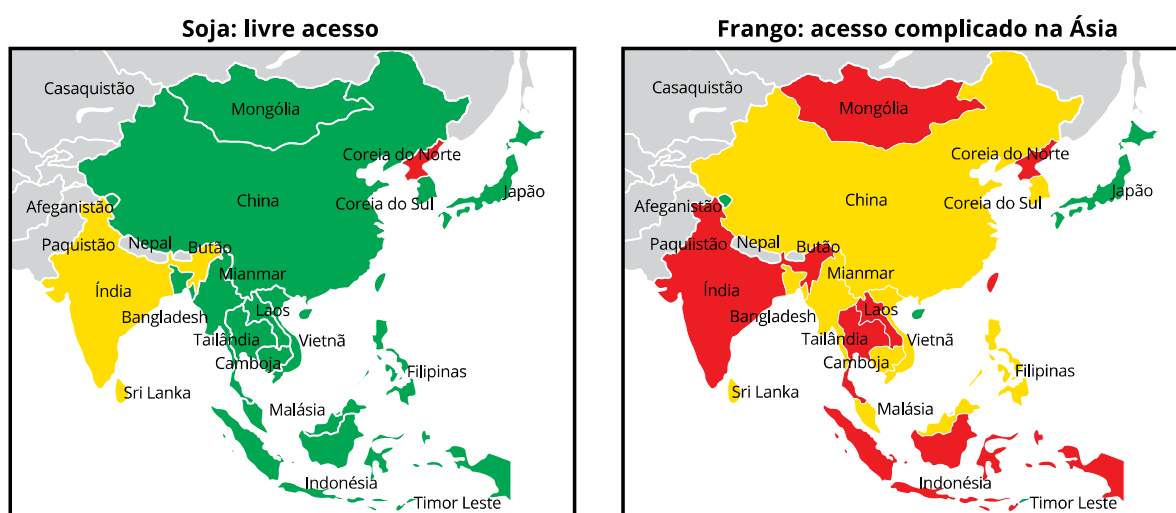 Soja: livre acesso
Casaquistão
Mongólia
Coreia do Norte
China
Japão
Coreia do Sul
Afeganistão
Paquistão
Nepal
Butão
Mianmar
Índia
Laos
Bangladesh
Tailândia
Vietnã
Camboja
Filipinas
Sri Lanka
Malásia
Indonésia
Timor Leste
Frango: acesso complicado na Ásia
Casaquistão
Mongólia
Coreia do Norte
China
Japão
Coreia do Sul
Afeganistão
Paquiistão
Nepal
Butão
Mianmar
Índia
Laos
Bangladesh
Tailândia
Vietnã
Camboja
Filipinas
Sri Lanka
Malásia
Indonésia
Timor Leste